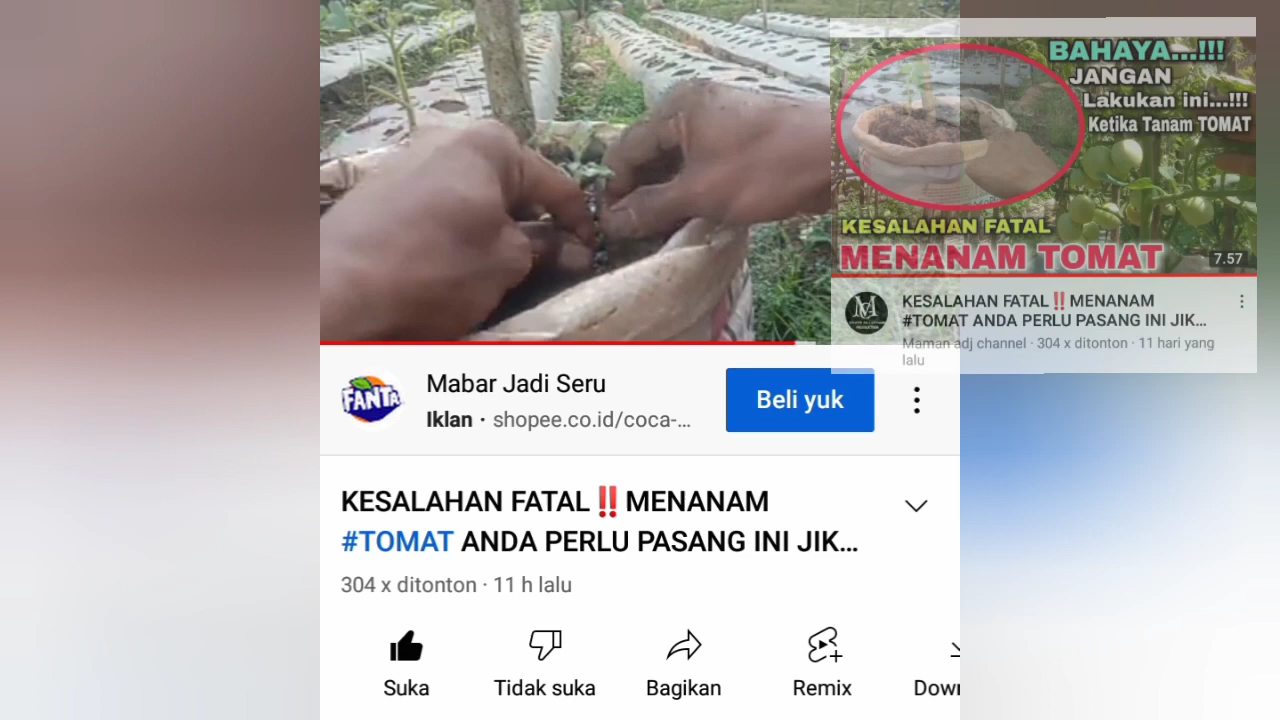 BAHAYA...!!!
JANGAN
Lakukan ini...!!!
Ketika Tanam TOMAT
KESALAHAN FATAL
MENANAM TOMAT
7.57
KESALAHAN FATAL‼️MENANAM
#TOMAT ANDA PERLU PASANG INI JIK...
Maman adj channel · 304 x ditonton · 11 hari yang
lalu
FANTA
Mabar Jadi Seru
Iklan · shopee.co.id/coca-...
Beli yuk
KESALAHAN FATAL‼️MENANAM
#TOMAT ANDA PERLU PASANG INI JIK...
304 x ditonton · 11 h lalu
Suka
Tidak suka
Bagikan
Remix
Down